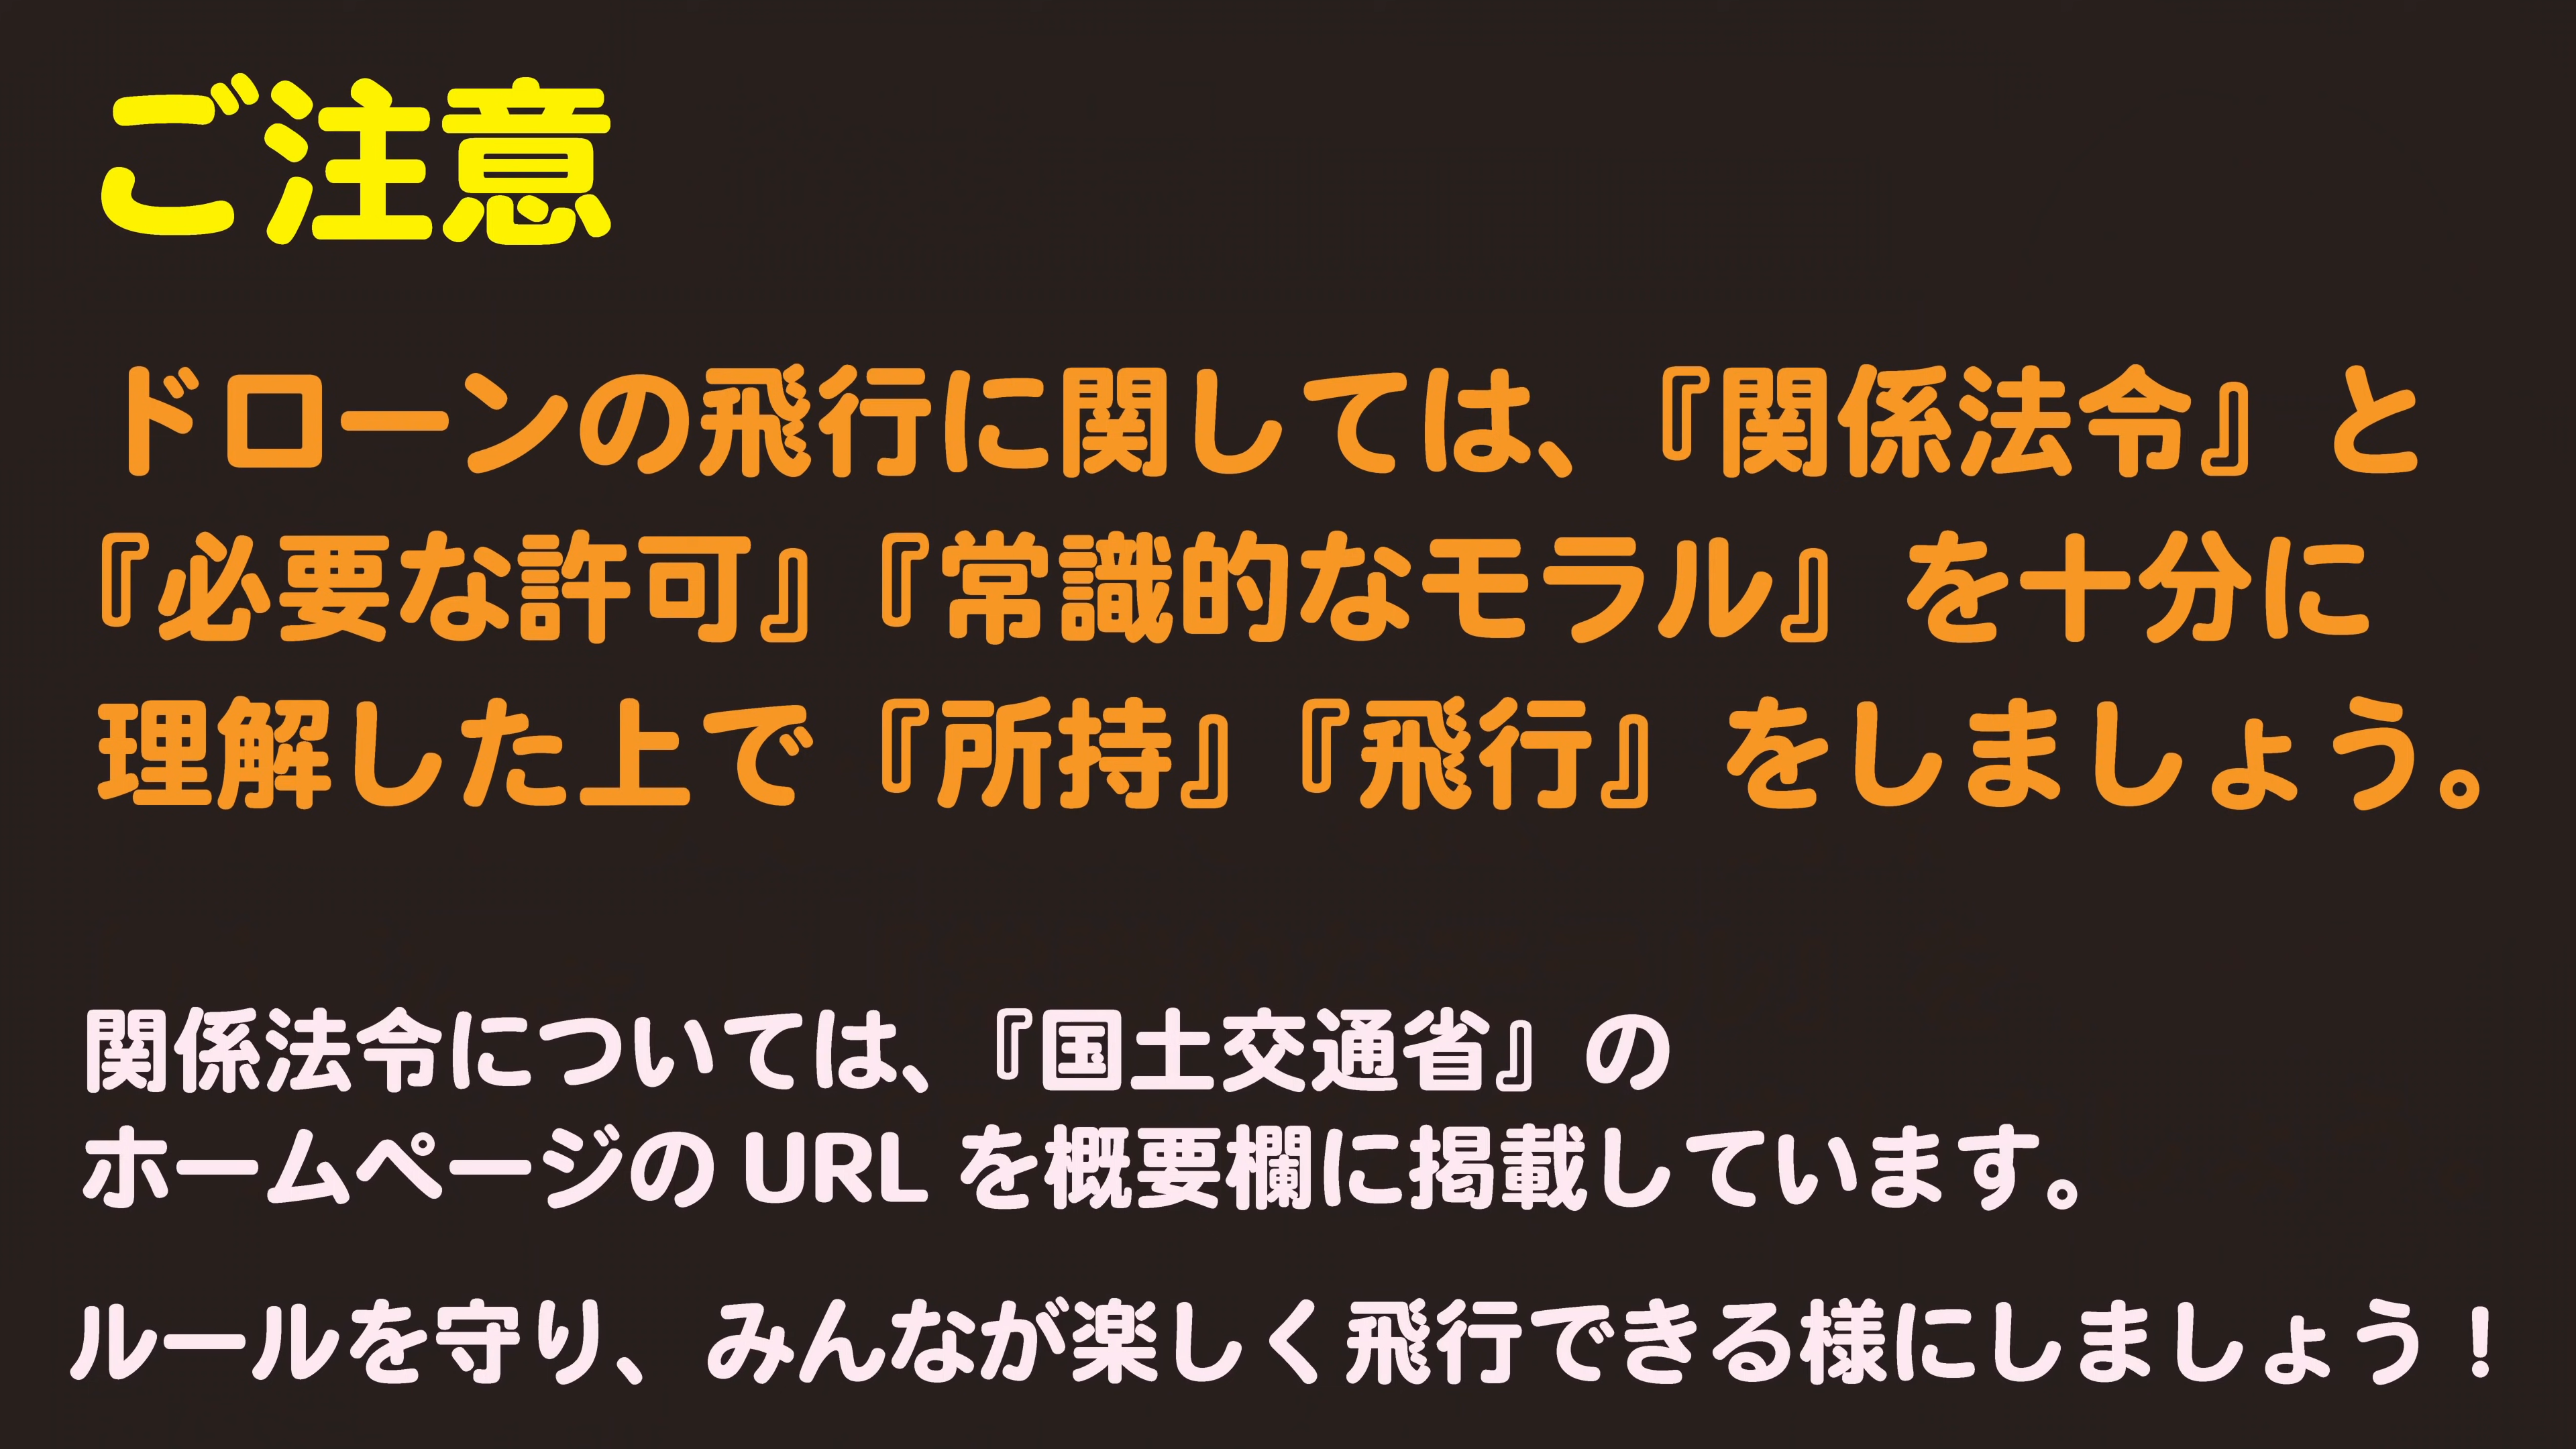 ご注意
ドローンの飛行に関しては、『関係法令』と
『必要な許可』『常識的なモラル』を十分に
理解した上で『所持』『飛行』をしましょう。
関係法令については、『国土交通省』の
ホームページの URL を概要欄に掲載しています。
ルールを守り、みんなが楽しく飛行できる様にしましょう！